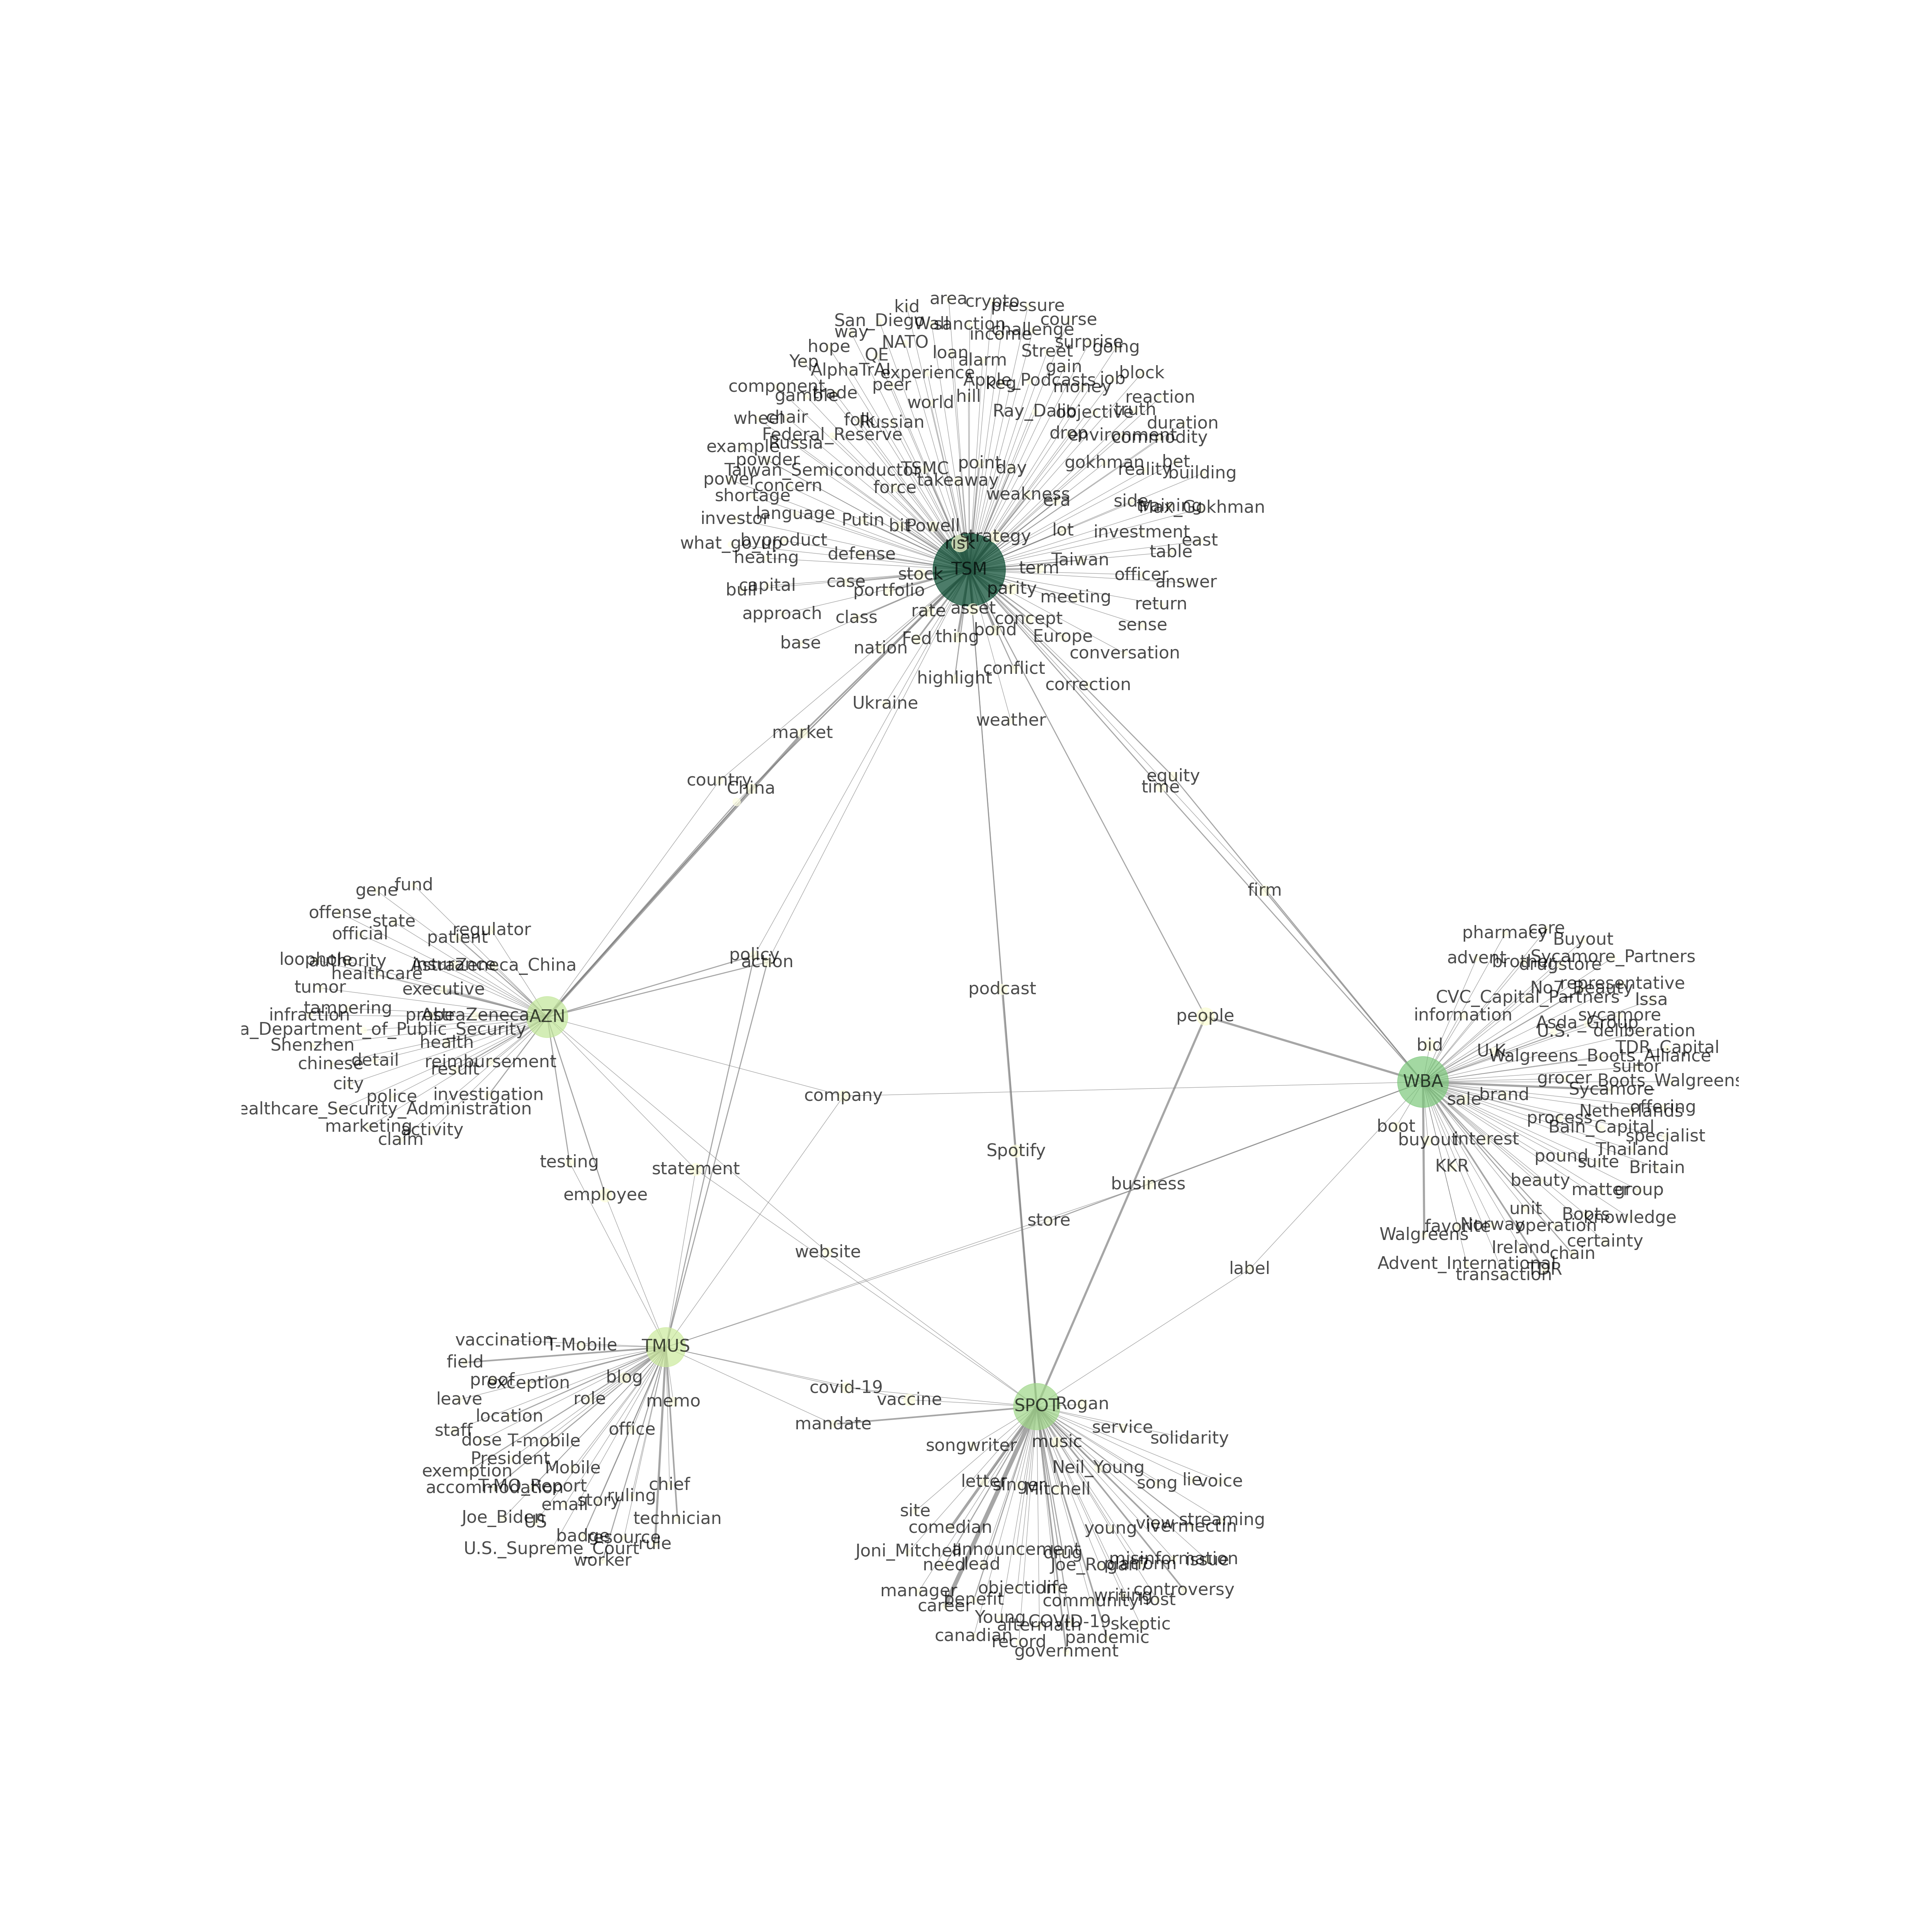 area
crypto
pressure
kid
San_Diego
Wall
sanction
challenge
course
way
income
hope
NATO
surprise
going
QE
loan
alarm
Street
Yep
AlphaTrAI
experience
gain
peer
Apple_Podcasts
keg
job
block
component
gamble
trade
money
hill
reaction
world
Ray_Dalio
objective
truth
wheel
chair
folk
Russian
duration
Federal_Reserve
drop
environment
commodity
example
Russia
powder
Taiwan_Semiconductor
TSMC
point
day
gokhman
reality
bet
building
power
concern
force
takeaway
shortage
weakness
era
side
training
Max_Gokhman
investor
language
Putin
bit
Powell
lot
investment
what_go_up
byproduct
risk
strategy
east
heating
defense
Taiwan
table
TSM
term
stock
officer
answer
bull
capital
case
portfolio
parity
meeting
return
approach
class
rate
asset
concept
sense
base
nation
Fed
thing
bond
Europe
conversation
highlight
conflict
correction
Ukraine
weather
market
country
China
equity
time
firm
gene
fund
offense
state
official
patient
regulator
loophole
authority
insurance
AstraZeneca_China
healthcare
tumor
executive
tampering
infraction
probe
AstraZeneca
AZN
a_Department_of_Public_Security
Shenzhen
health
chinese
detail
reimbursement
result
city
police
investigation
ealthcare_Security_Administration
marketing
activity
claim
policy
action
podcast
people
company
testing
statement
employee
Spotify
business
store
website
label
pharmacy
care
Buyout
advent
brother
drugstore
Sycamore_Partners
No7_Beauty
representative
CVC_Capital_Partners
Issa
information
sycamore
Asda_Group
U.S.
deliberation
bid
U.K.
TDR_Capital
Walgreens_Boots_Alliance
suitor
WBA
grocer
Boots_Walgreens
Sycamore
sale
brand
Netherlands
offering
process
boot
Bain_Capital
specialist
buyout
interest
Thailand
pound
suite
KKR
Britain
beauty
matter
group
unit
Boots
knowledge
Walgreens
favorite
Norway
operation
certainty
Ireland
chain
Advent_International
TDR
transaction
vaccination
T-Mobile
TMUS
field
proof
exception
blog
leave
role
memo
location
staff
office
dose
T-mobile
President
exemption
Mobile
accommodation
T-MO_Report
chief
email
story
ruling
Joe_Biden
US
technician
badge
resource
rule
U.S._Supreme_Court
worker
covid-19
vaccine
mandate
SPOT
Rogan
service
solidarity
songwriter
music
Neil_Young
letter
singer
Mitchell
song
lie
voice
site
comedian
young
view
streaming
ivermectin
Joni_Mitchell
announcement
drug
misinformation
issue
need
lead
Joe_Rogan
platform
manager
objection
life
controversy
career
benefit
community
writing
host
Young
COVID-19
aftermath
skeptic
canadian
record
pandemic
government